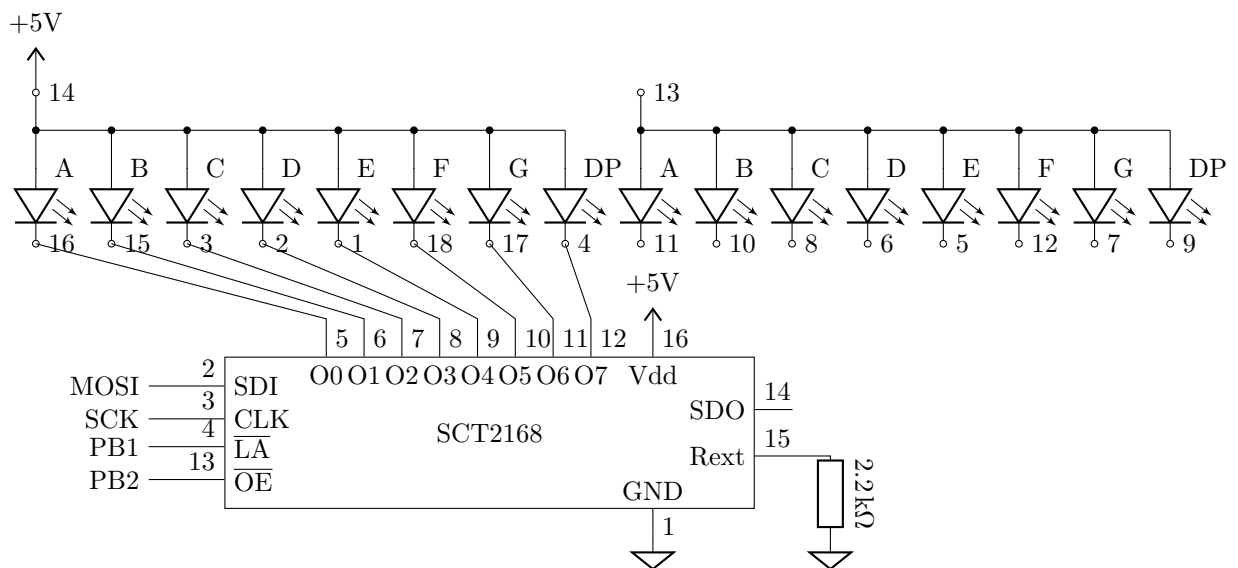 +5V
14 13
A B C D E F G DP A B C D E F G DP
16 15 3 2 1 18 17 4 11 10 8 6 5 12 7 9
+5V
5 6 7 8 9 10 11 12 16
O0 O1 O2 O3 O4 O5 O6 O7 Vdd
MOSI 2 SDI
SCK 3 CLK
PB1 4 L̅A̅
PB2 13 O̅E̅
SCT2168
SDO 14
Rext 15
2.2kΩ
GND
1